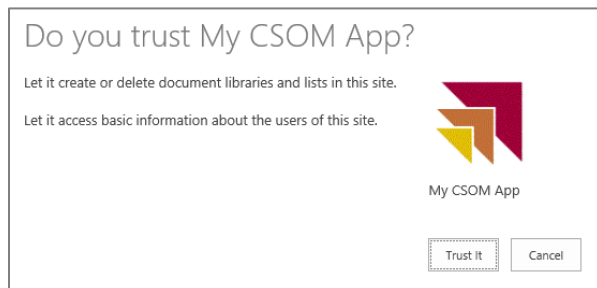 Do you trust My CSOM App?
Let it create or delete document libraries and lists in this site.
Let it access basic information about the users of this site.
My CSOM App
Trust It
Cancel